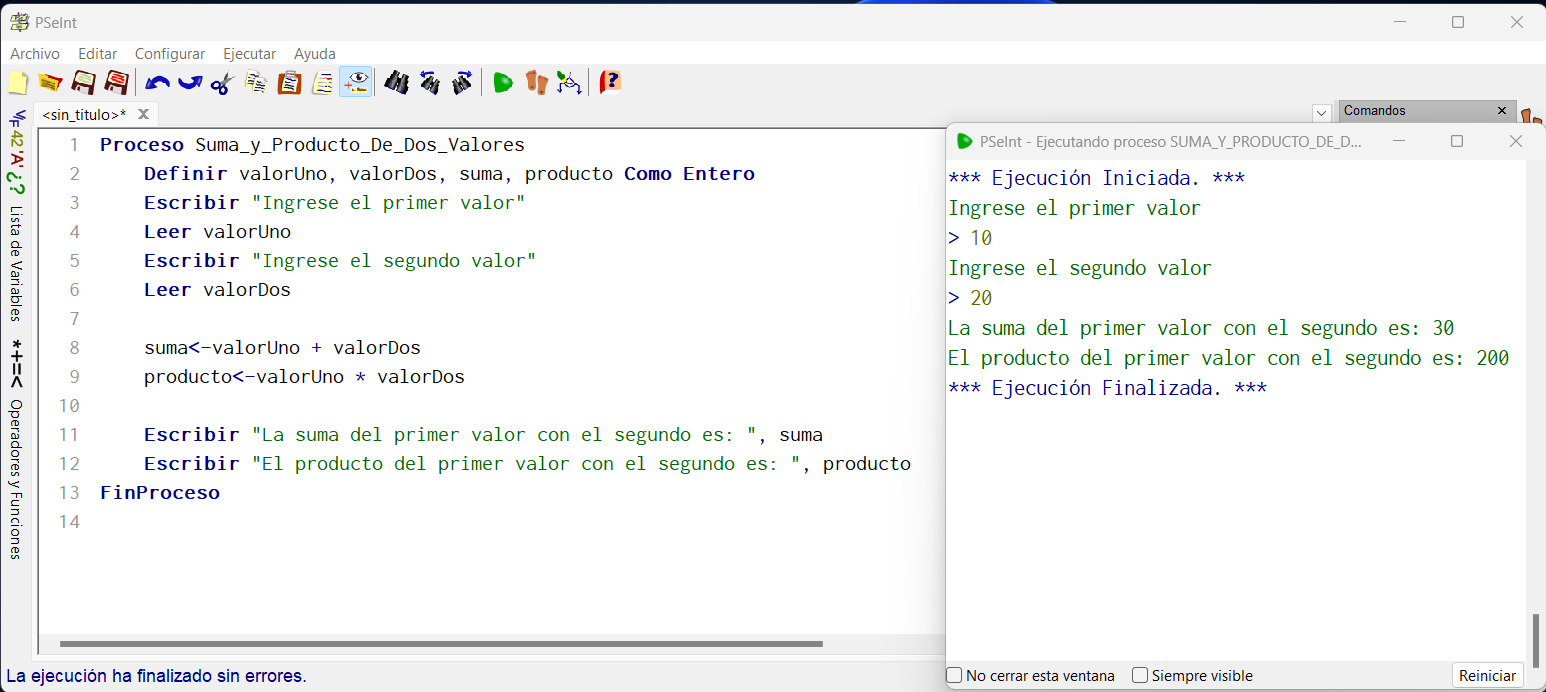 PSeInt
Archivo Editar Configurar Ejecutar Ayuda
<sin_titulo>*
42
'A'
¿?
Lista de Variables
*+=<
Operadores y Funciones
1 Proceso Suma_y_Producto_De_Dos_Valores
2 Definir valorUno, valorDos, suma, producto Como Entero
3 Escribir "Ingrese el primer valor"
4 Leer valorUno
5 Escribir "Ingrese el segundo valor"
6 Leer valorDos
7
8 suma<-valorUno + valorDos
9 producto<-valorUno * valorDos
10
11 Escribir "La suma del primer valor con el segundo es: ", suma
12 Escribir "El producto del primer valor con el segundo es: ", producto
13 FinProceso
14
La ejecución ha finalizado sin errores.
Comandos
PSeInt - Ejecutando proceso SUMA_Y_PRODUCTO_DE_D...
*** Ejecución Iniciada. ***
Ingrese el primer valor
> 10
Ingrese el segundo valor
> 20
La suma del primer valor con el segundo es: 30
El producto del primer valor con el segundo es: 200
*** Ejecución Finalizada. ***
No cerrar esta ventana
Siempre visible
Reiniciar